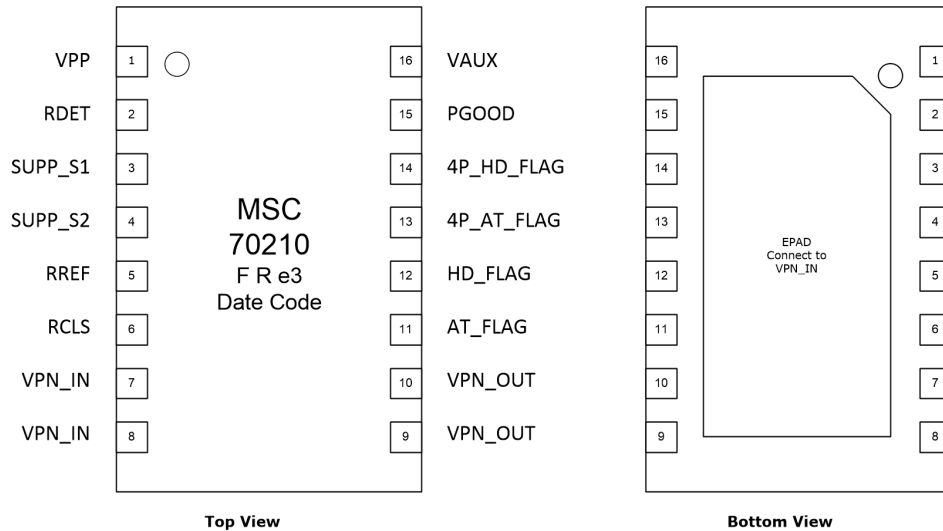 VPP 1 16 VAUX
RDET 2 15 PGOOD
SUPP_S1 3 14 4P_HD_FLAG
SUPP_S2 4 13 4P_AT_FLAG
RREF 5 12 HD_FLAG
RCLS 6 11 AT_FLAG
VPN_IN 7 10 VPN_OUT
VPN_IN 8 9 VPN_OUT
MSC
70210
F R e3
Date Code
Top View
16 1
15 2
14 3
13 4
12 5
11 6
10 7
9 8
EPAD
Connect to
VPN_IN
Bottom View